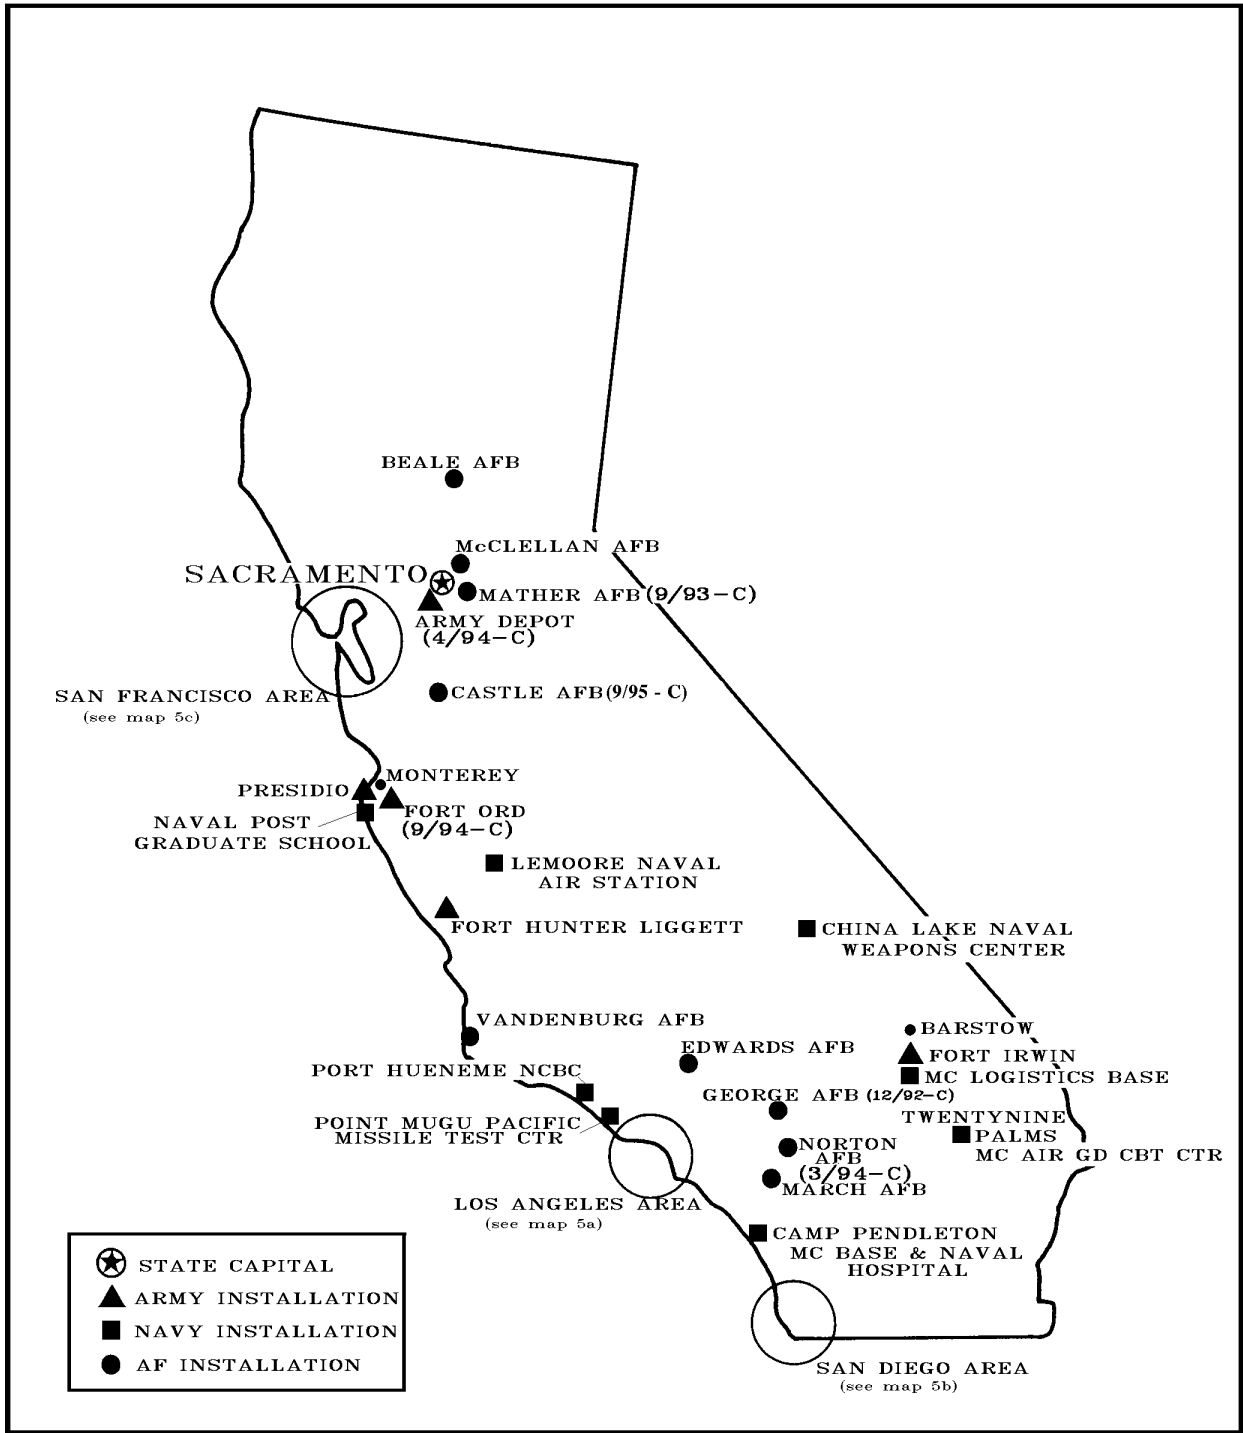 BEALE AFB
McCLELLAN AFB
SACRAMENTO
MATHER AFB (9/93-C)
ARMY DEPOT
(4/94-C)
SAN FRANCISCO AREA
(see map 5c)
CASTLE AFB (9/95 - C)
MONTEREY
PRESIDIO
FORT ORD
(9/94-C)
NAVAL POST
GRADUATE SCHOOL
LEMOORE NAVAL
AIR STATION
FORT HUNTER LIGGETT
CHINA LAKE NAVAL
WEAPONS CENTER
VANDENBURG AFB
BARSTOW
EDWARDS AFB
FORT IRWIN
PORT HUENEME NCBC
MC LOGISTICS BASE
GEORGE AFB (12/92-C)
POINT MUGU PACIFIC
MISSILE TEST CTR
TWENTYNINE
PALMS
MC AIR GD CBT CTR
NORTON
AFB
(3/94-C)
MARCH AFB
LOS ANGELES AREA
(see map 5a)
CAMP PENDLETON
MC BASE & NAVAL
HOSPITAL
SAN DIEGO AREA
(see map 5b)
STATE CAPITAL
ARMY INSTALLATION
NAVY INSTALLATION
AF INSTALLATION